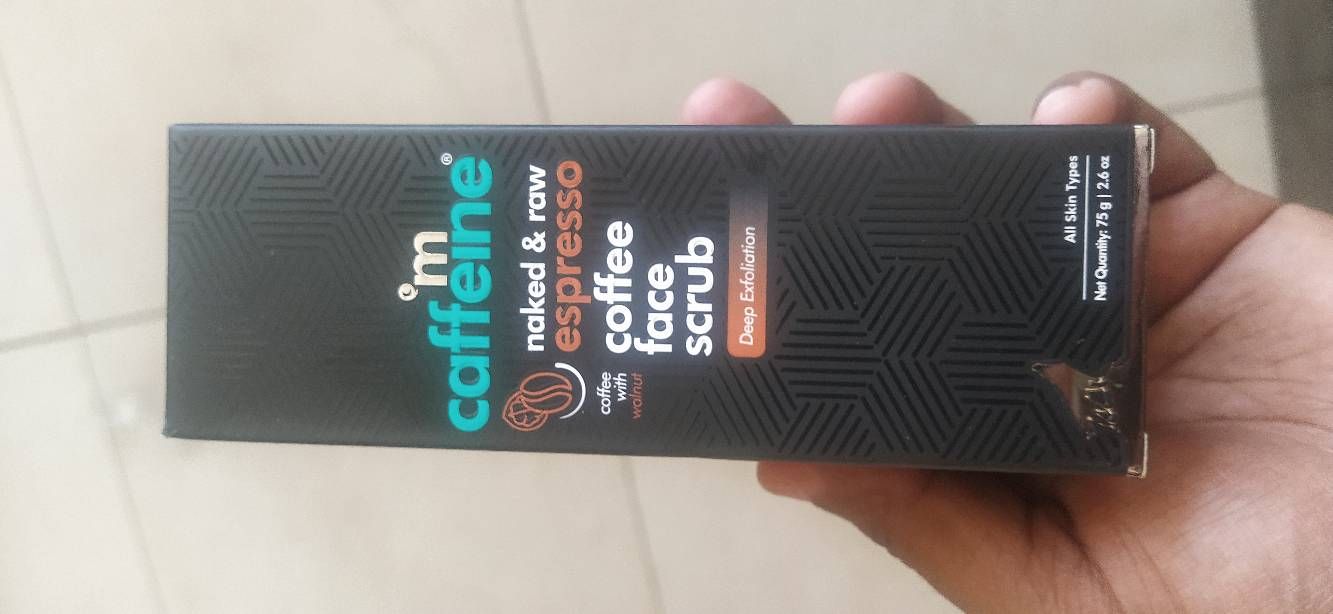 'm
caffeine®
naked & raw
espresso
coffee
face
scrub
coffee
with
walnut
Deep Exfoliation
All Skin Types
Net Quantity: 75 g | 2.6 oz